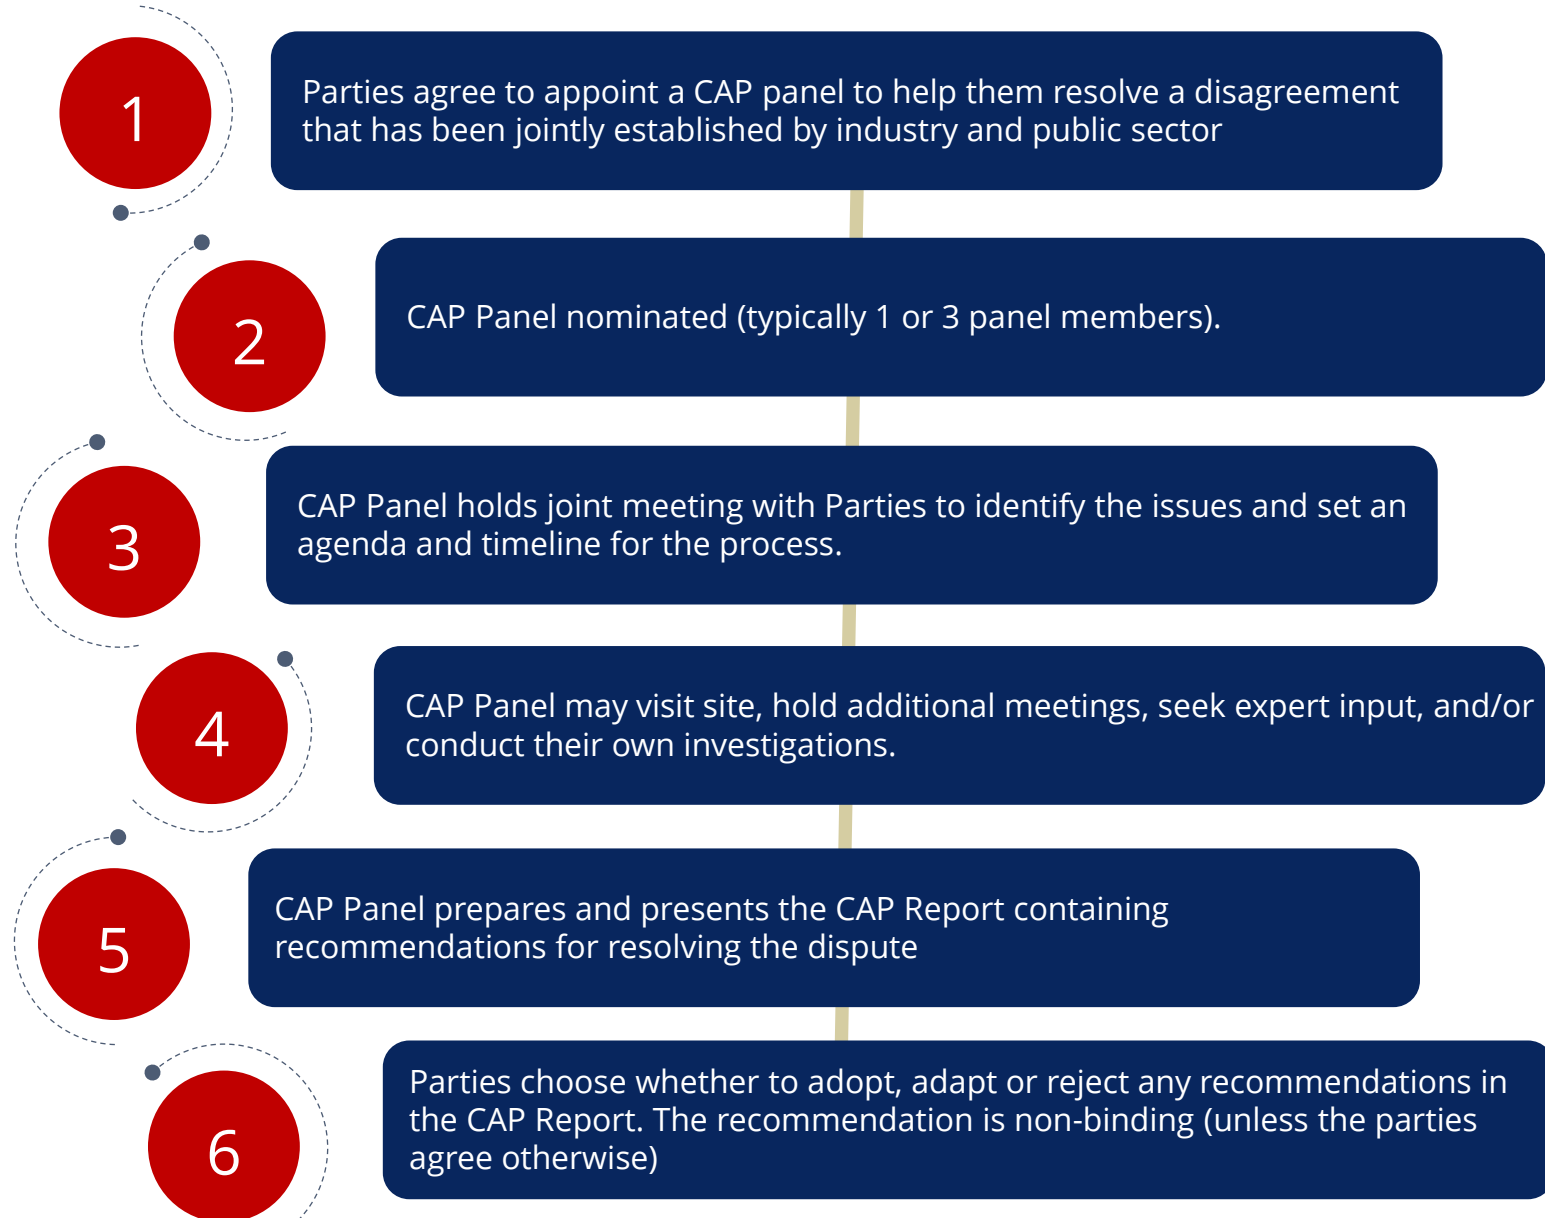 1
Parties agree to appoint a CAP panel to help them resolve a disagreement
that has been jointly established by industry and public sector
2
CAP Panel nominated (typically 1 or 3 panel members).
3
CAP Panel holds joint meeting with Parties to identify the issues and set an
agenda and timeline for the process.
4
CAP Panel may visit site, hold additional meetings, seek expert input, and/or
conduct their own investigations.
5
CAP Panel prepares and presents the CAP Report containing
recommendations for resolving the dispute
6
Parties choose whether to adopt, adapt or reject any recommendations in
the CAP Report. The recommendation is non-binding (unless the parties
agree otherwise)